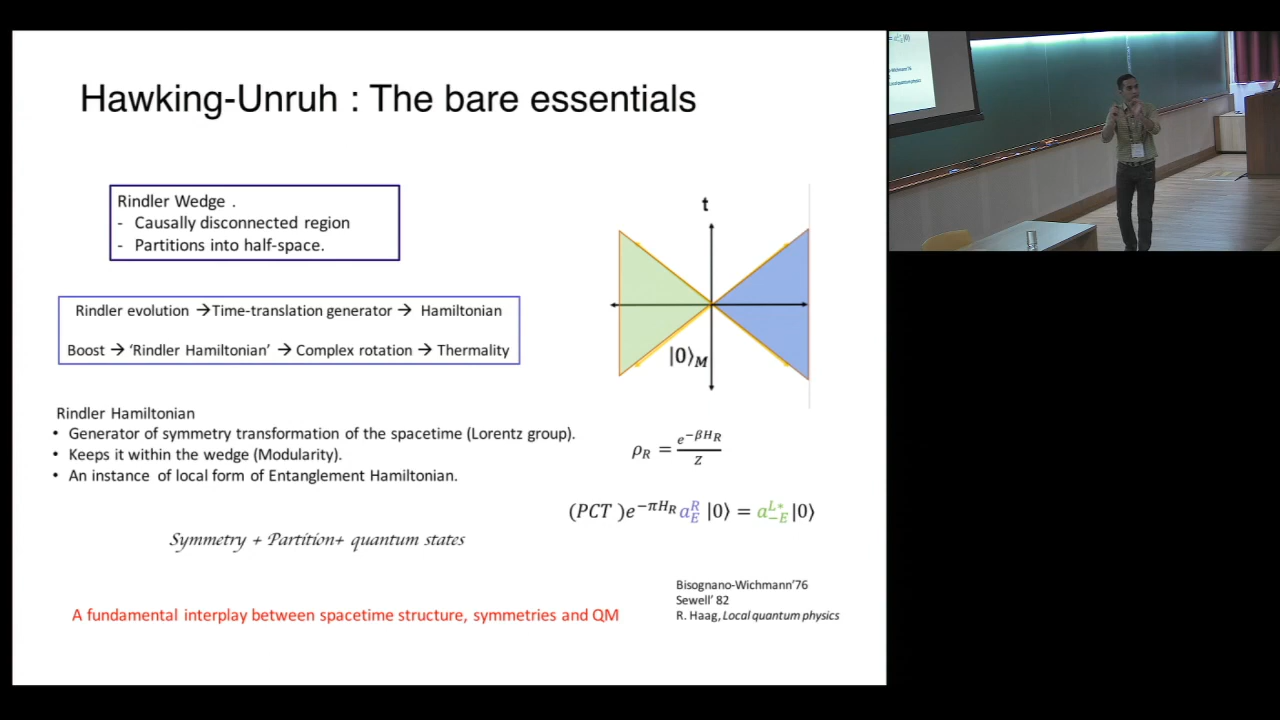 Hawking-Unruh : The bare essentials
Rindler Wedge .
- Causally disconnected region
- Partitions into half-space.
Rindler evolution → Time-translation generator → Hamiltonian
Boost → 'Rindler Hamiltonian' → Complex rotation → Thermality
Rindler Hamiltonian
• Generator of symmetry transformation of the spacetime (Lorentz group).
• Keeps it within the wedge (Modularity).
• An instance of local form of Entanglement Hamiltonian.
Symmetry + Partition+ quantum states
A fundamental interplay between spacetime structure, symmetries and QM
t
|0⟩_M
ρ_R = e^{-βH_R} / Z
(PCT )e^{-πH_R} a_E^R |0⟩ = a_{-E}^{L*} |0⟩
Bisognano-Wichmann'76
Sewell' 82
R. Haag, Local quantum physics